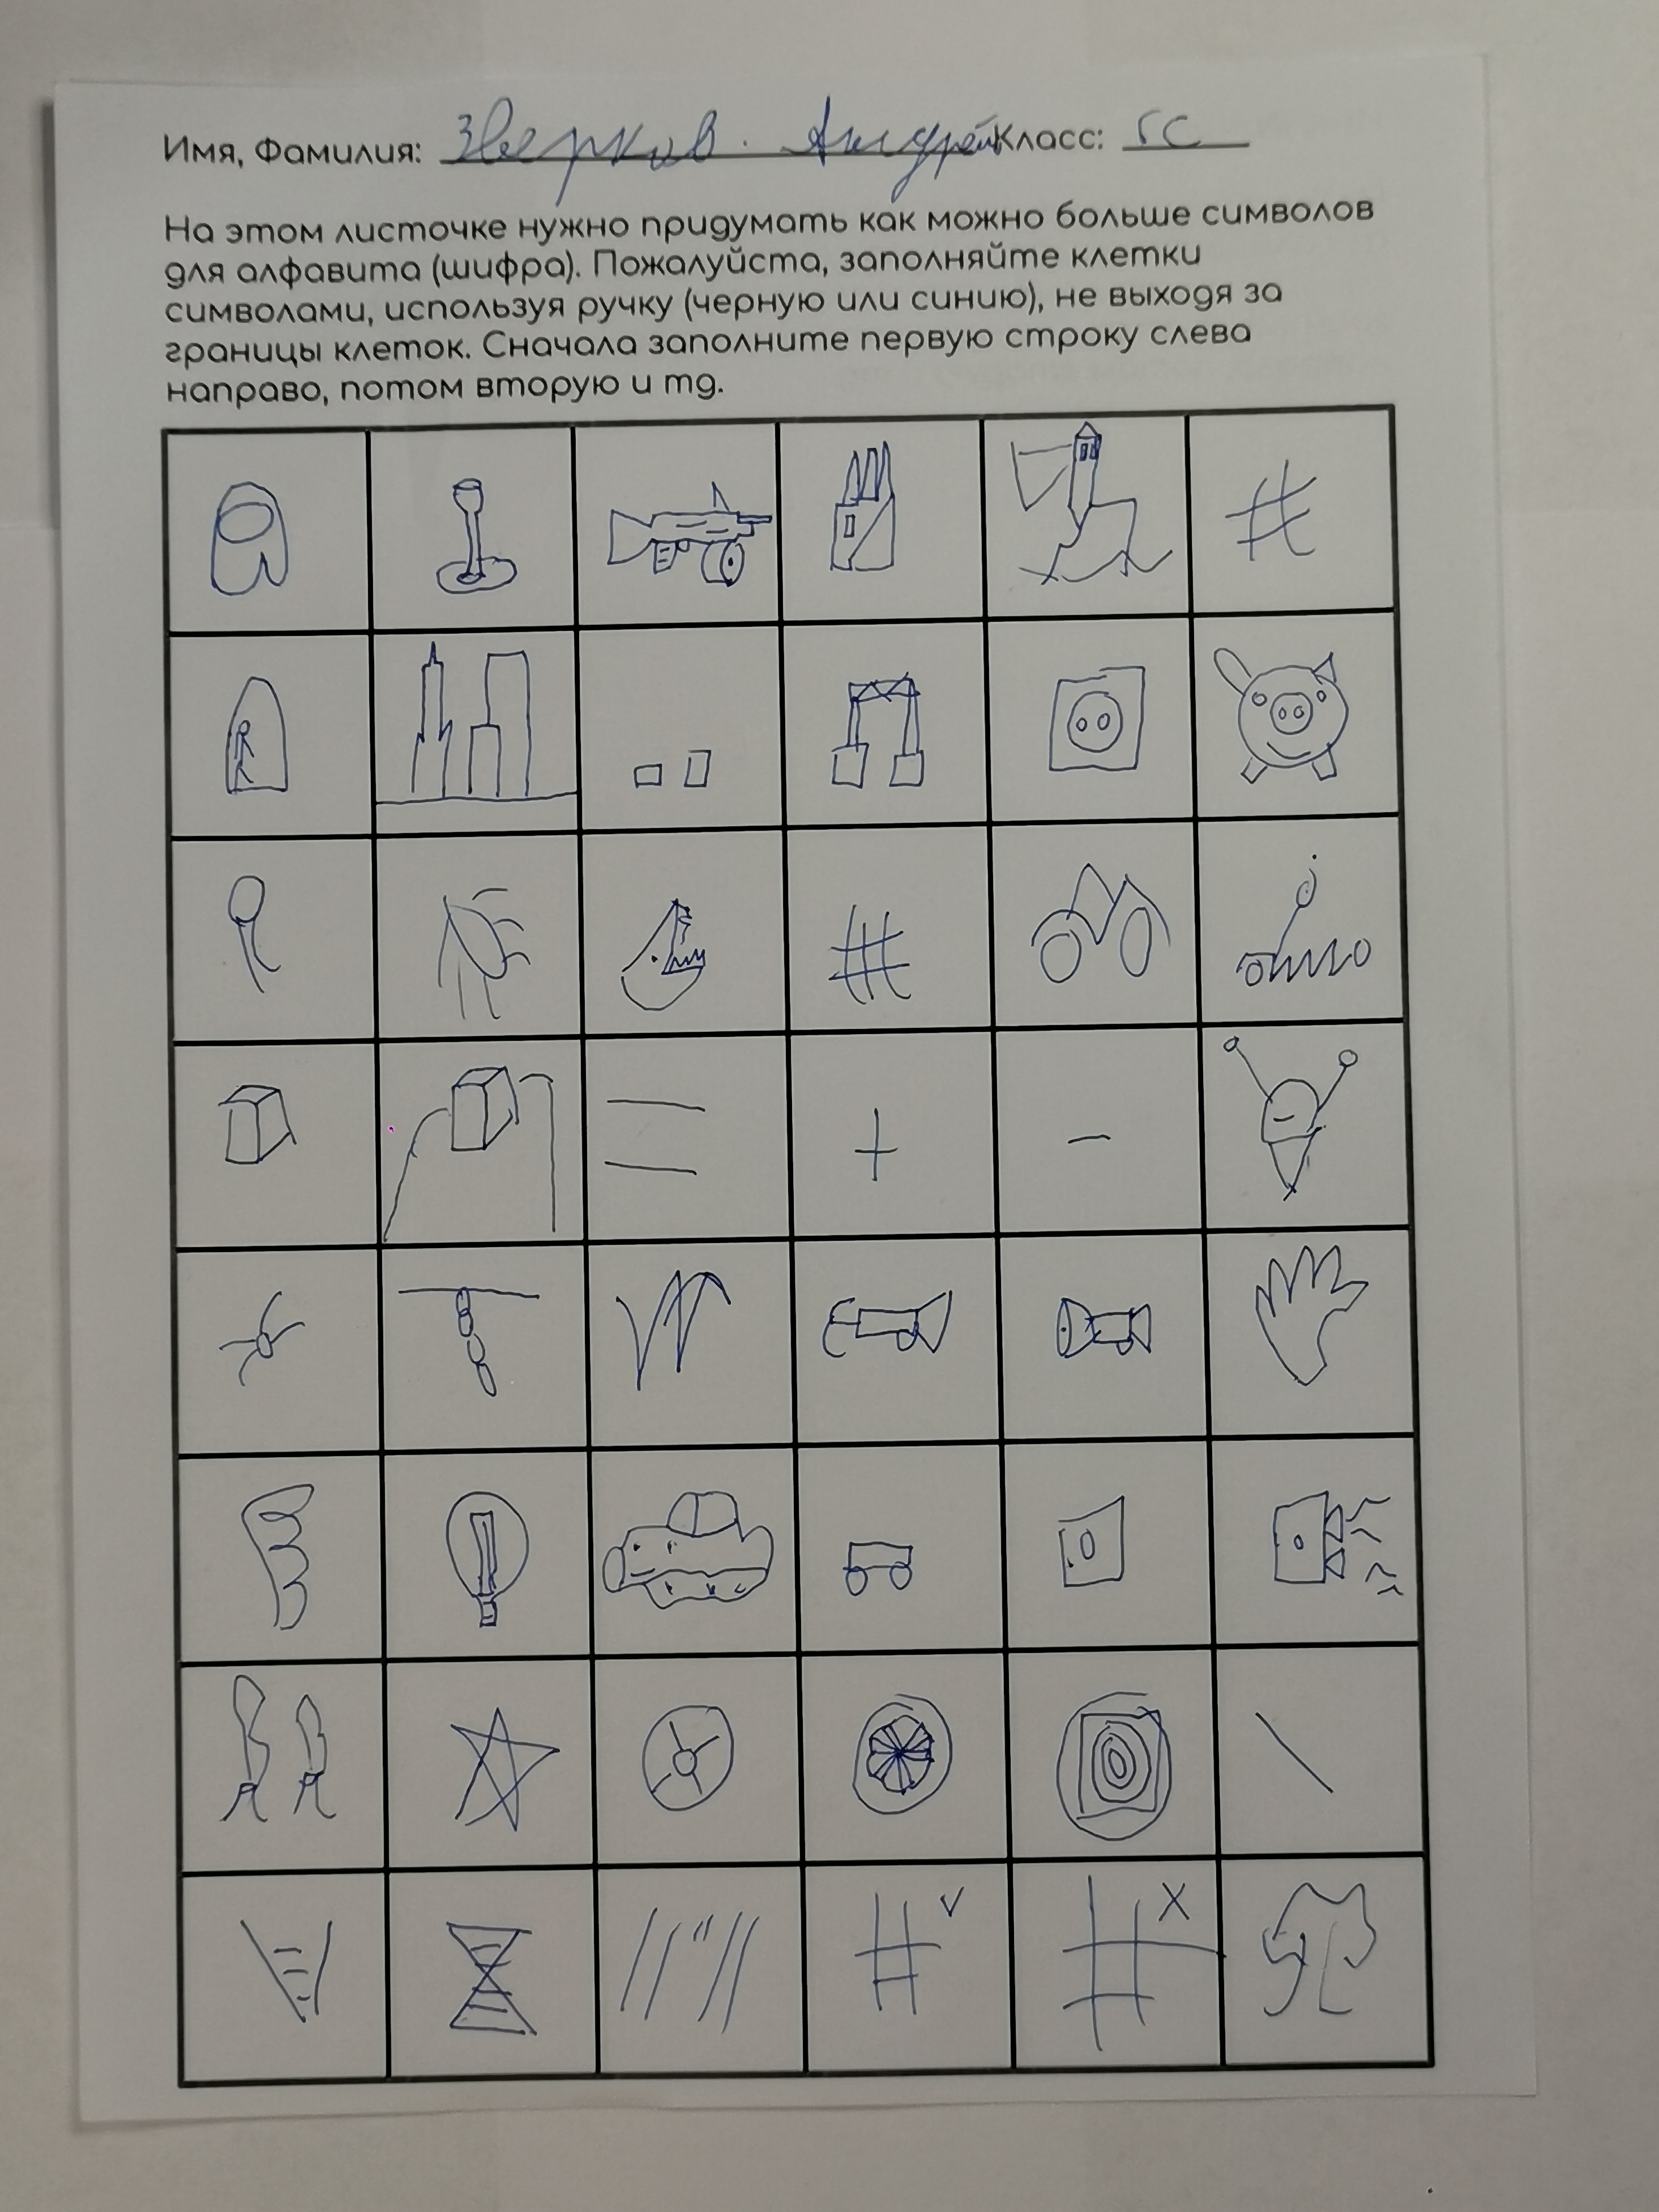 Имя, Фамилия: Зверков. Андрей Класс: 5С
На этом листочке нужно придумать как можно больше символов
для алфавита (шифра). Пожалуйста, заполняйте клетки
символами, используя ручку (черную или синию), не выходя за
границы клеток. Сначала заполните первую строку слева
направо, потом вторую и тд.